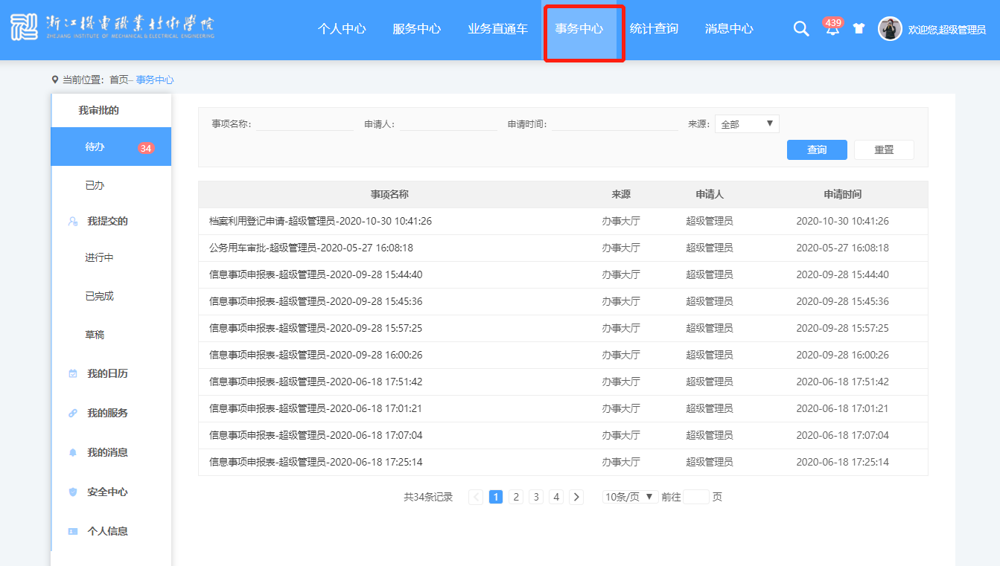 浙江機電職業技術學院
ZHEJIANG INSTITUTE OF MECHANICAL & ELECTRICAL ENGINEERING
个人中心 服务中心 业务直通车 事务中心 统计查询 消息中心 439 欢迎您,超级管理员
当前位置： 首页– 事务中心
我审批的
待办 34
已办
我提交的
进行中
已完成
草稿
我的日历
我的服务
我的消息
安全中心
个人信息
事项名称： 申请人： 申请时间： 来源： 全部
查询 重置
事项名称 来源 申请人 申请时间
档案利用登记申请-超级管理员-2020-10-30 10:41:26 办事大厅 超级管理员 2020-10-30 10:41:26
公务用车审批-超级管理员-2020-05-27 16:08:18 办事大厅 超级管理员 2020-05-27 16:08:18
信息事项申报表-超级管理员-2020-09-28 15:44:40 办事大厅 超级管理员 2020-09-28 15:44:40
信息事项申报表-超级管理员-2020-09-28 15:45:36 办事大厅 超级管理员 2020-09-28 15:45:36
信息事项申报表-超级管理员-2020-09-28 15:57:25 办事大厅 超级管理员 2020-09-28 15:57:25
信息事项申报表-超级管理员-2020-09-28 16:00:26 办事大厅 超级管理员 2020-09-28 16:00:26
信息事项申报表-超级管理员-2020-06-18 17:51:42 办事大厅 超级管理员 2020-06-18 17:51:42
信息事项申报表-超级管理员-2020-06-18 17:01:21 办事大厅 超级管理员 2020-06-18 17:01:21
信息事项申报表-超级管理员-2020-06-18 17:07:04 办事大厅 超级管理员 2020-06-18 17:07:04
信息事项申报表-超级管理员-2020-06-18 17:25:14 办事大厅 超级管理员 2020-06-18 17:25:14
共34条记录 < 1 2 3 4 > 10条/页 前往 页